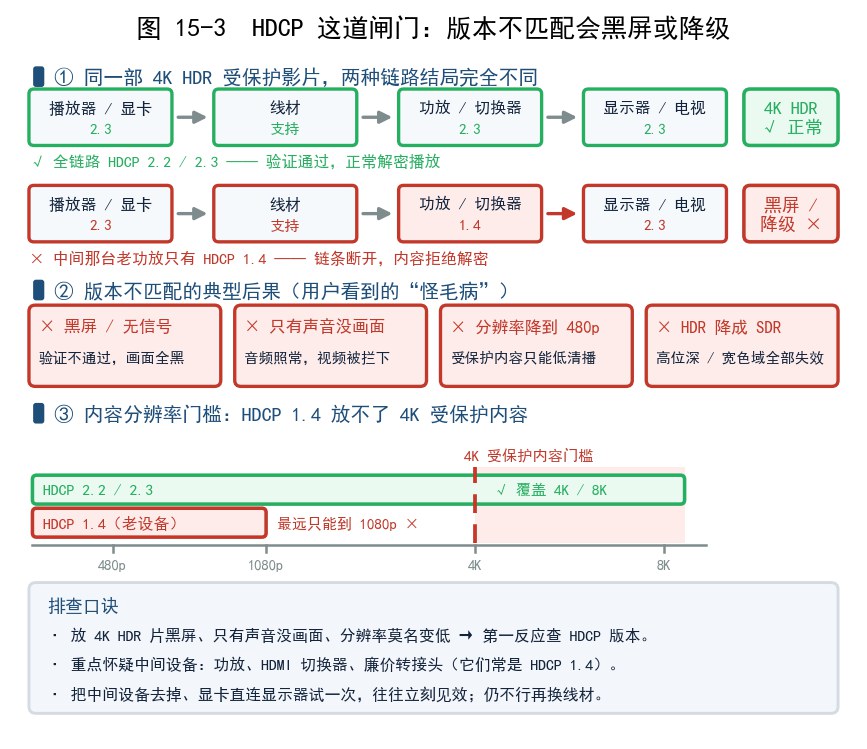 图 15-3  HDCP 这道闸门：版本不匹配会黑屏或降级
① 同一部 4K HDR 受保护影片，两种链路结局完全不同
播放器 / 显卡
2.3
线材
支持
功放 / 切换器
2.3
显示器 / 电视
2.3
4K HDR
√ 正常
√ 全链路 HDCP 2.2 / 2.3 —— 验证通过，正常解密播放
播放器 / 显卡
2.3
线材
支持
功放 / 切换器
1.4
显示器 / 电视
2.3
黑屏 /
降级 ×
× 中间那台老功放只有 HDCP 1.4 —— 链条断开，内容拒绝解密
② 版本不匹配的典型后果（用户看到的“怪毛病”）
× 黑屏 / 无信号
验证不通过，画面全黑
× 只有声音没画面
音频照常，视频被拦下
× 分辨率降到 480p
受保护内容只能低清播
× HDR 降成 SDR
高位深 / 宽色域全部失效
③ 内容分辨率门槛：HDCP 1.4 放不了 4K 受保护内容
4K 受保护内容门槛
HDCP 2.2 / 2.3
√ 覆盖 4K / 8K
HDCP 1.4（老设备）
最远只能到 1080p ×
480p
1080p
4K
8K
排查口诀
· 放 4K HDR 片黑屏、只有声音没画面、分辨率莫名变低 → 第一反应查 HDCP 版本。
· 重点怀疑中间设备：功放、HDMI 切换器、廉价转接头（它们常是 HDCP 1.4）。
· 把中间设备去掉、显卡直连显示器试一次，往往立刻见效；仍不行再换线材。